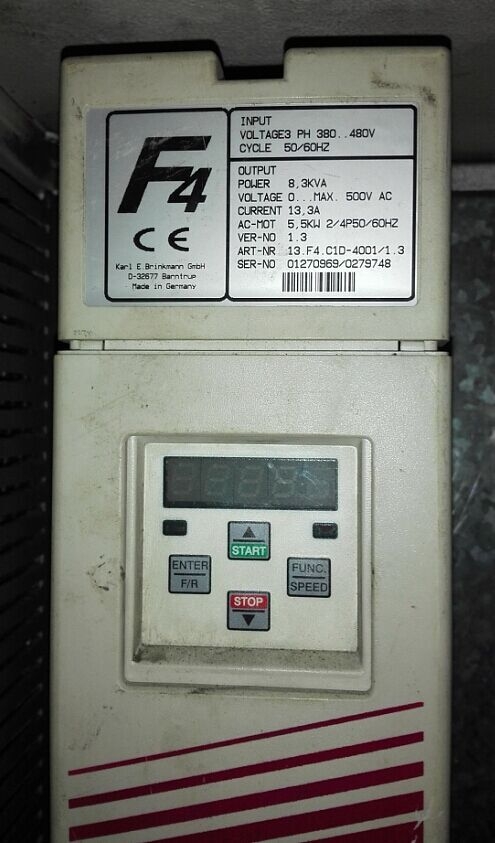 F4
CE
Karl E.Brinkmann GmbH
D-32677 Barntrup
Made in Germany
INPUT
VOLTAGE3 PH 380..480V
CYCLE 50/60HZ
OUTPUT
POWER 8,3KVA
VOLTAGE 0...MAX. 500V AC
CURRENT 13,3A
AC-MOT 5,5KW 2/4P50/60HZ
VER-NO 1.3
ART-NR 13.F4.C1D-4001/1.3
SER-NO 01270969/0279748
START
ENTER
F/R
FUNC.
SPEED
STOP